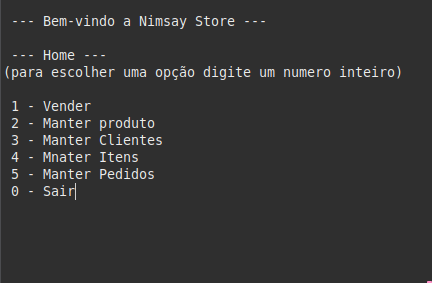 --- Bem-vindo a Nimsay Store ---
--- Home ---
(para escolher uma opção digite um numero inteiro)
1 - Vender
2 - Manter produto
3 - Manter Clientes
4 - Mnater Itens
5 - Manter Pedidos
0 - Sair